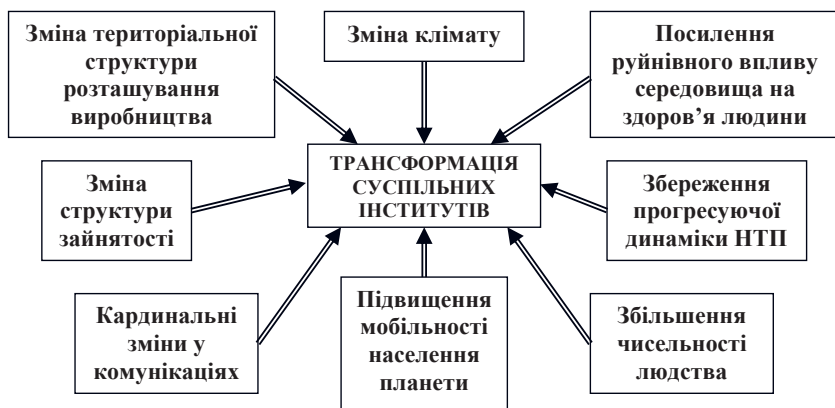 Зміна територіальної
структури
розташування
виробництва
Зміна клімату
Посилення
руйнівного впливу
середовища на
здоров’я людини
Зміна
структури
зайнятості
ТРАНСФОРМАЦІЯ
СУСПІЛЬНИХ
ІНСТИТУТІВ
Збереження
прогресуючої
динаміки НТП
Кардинальні
зміни у
комунікаціях
Підвищення
мобільності
населення
планети
Збільшення
чисельності
людства